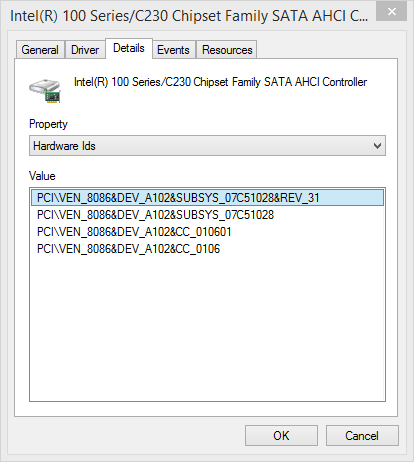 Intel(R) 100 Series/C230 Chipset Family SATA AHCI C...
General Driver Details Events Resources
Intel(R) 100 Series/C230 Chipset Family SATA AHCI Controller
Property
Hardware Ids
Value
PCI\VEN_8086&DEV_A102&SUBSYS_07C51028&REV_31
PCI\VEN_8086&DEV_A102&SUBSYS_07C51028
PCI\VEN_8086&DEV_A102&CC_010601
PCI\VEN_8086&DEV_A102&CC_0106
OK Cancel